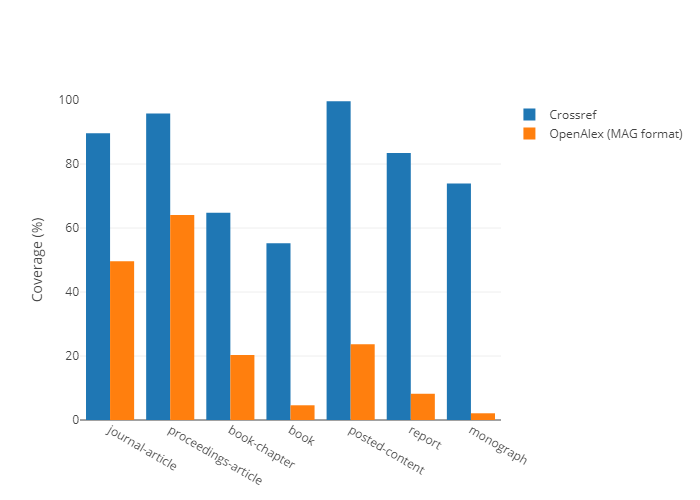 100
80
60
40
20
0
Coverage (%)
journal-article
proceedings-article
book-chapter
book
posted-content
report
monograph
Crossref
OpenAlex (MAG format)